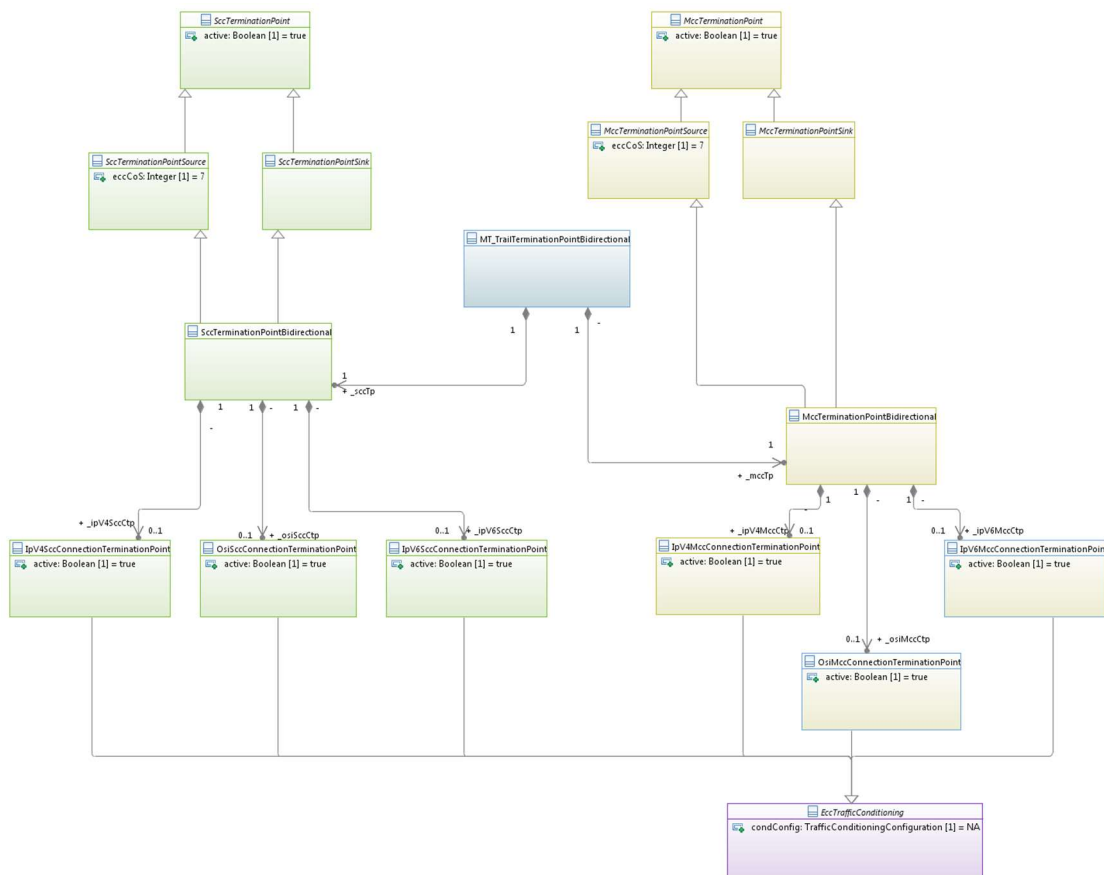 SccTerminationPoint
active: Boolean [1] = true
MccTerminationPoint
active: Boolean [1] = true
SccTerminationPointSource
eccCoS: Integer [1] = 7
SccTerminationPointSink
MccTerminationPointSource
eccCoS: Integer [1] = 7
MccTerminationPointSink
MT_TrailTerminationPointBidirectional
1
1
-
SccTerminationPointBidirectional
1
+ _sccTp
1
-
1
-
1
-
MccTerminationPointBidirectional
1
+ _mccTp
1
-
1
-
1
-
+ _ipV4SccCtp
0..1
0..1
+ _osiSccCtp
0..1
+ _ipV6SccCtp
+ _ipV4MccCtp
0..1
0..1
+ _ipV6MccCtp
IpV4SccConnectionTerminationPoint
active: Boolean [1] = true
OsiSccConnectionTerminationPoint
active: Boolean [1] = true
IpV6SccConnectionTerminationPoint
active: Boolean [1] = true
IpV4MccConnectionTerminationPoint
active: Boolean [1] = true
IpV6MccConnectionTerminationPoint
active: Boolean [1] = true
0..1
+ _osiMccCtp
OsiMccConnectionTerminationPoint
active: Boolean [1] = true
EccTrafficConditioning
condConfig: TrafficConditioningConfiguration [1] = NA